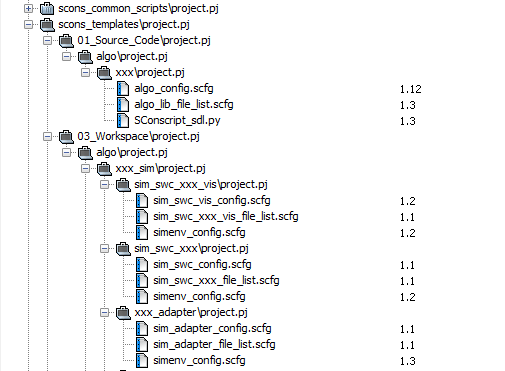 scons_common_scripts\project.pj
scons_templates\project.pj
01_Source_Code\project.pj
algo\project.pj
xxx\project.pj
algo_config.scfg 1.12
algo_lib_file_list.scfg 1.3
SConscript_sdl.py 1.3
03_Workspace\project.pj
algo\project.pj
xxx_sim\project.pj
sim_swc_xxx_vis\project.pj
sim_swc_vis_config.scfg 1.2
sim_swc_xxx_vis_file_list.scfg 1.1
simenv_config.scfg 1.2
sim_swc_xxx\project.pj
sim_swc_config.scfg 1.1
sim_swc_xxx_file_list.scfg 1.1
simenv_config.scfg 1.2
xxx_adapter\project.pj
sim_adapter_config.scfg 1.1
sim_adapter_file_list.scfg 1.1
simenv_config.scfg 1.3